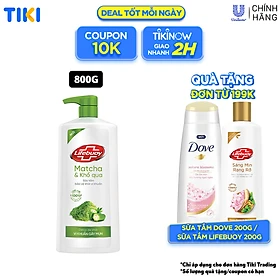 TIKI
DEAL TỐT MỖI NGÀY
COUPON
10K
TIKINOW
GIAO
NHANH 2H
Unilever
CHÍNH
HÃNG
800G
QUÀ TẶNG
ĐƠN TỪ 199K
Lifebuoy
Matcha
& Khổ qua
Dove
Lifebuoy
Sáng Mịn
Rạng Rỡ
SỮA TẮM DOVE 200G /
SỮA TẮM LIFEBUOY 200G
*Chỉ áp dụng cho đơn hàng Tiki Trading
*Số lượng quà tặng/coupon có hạn